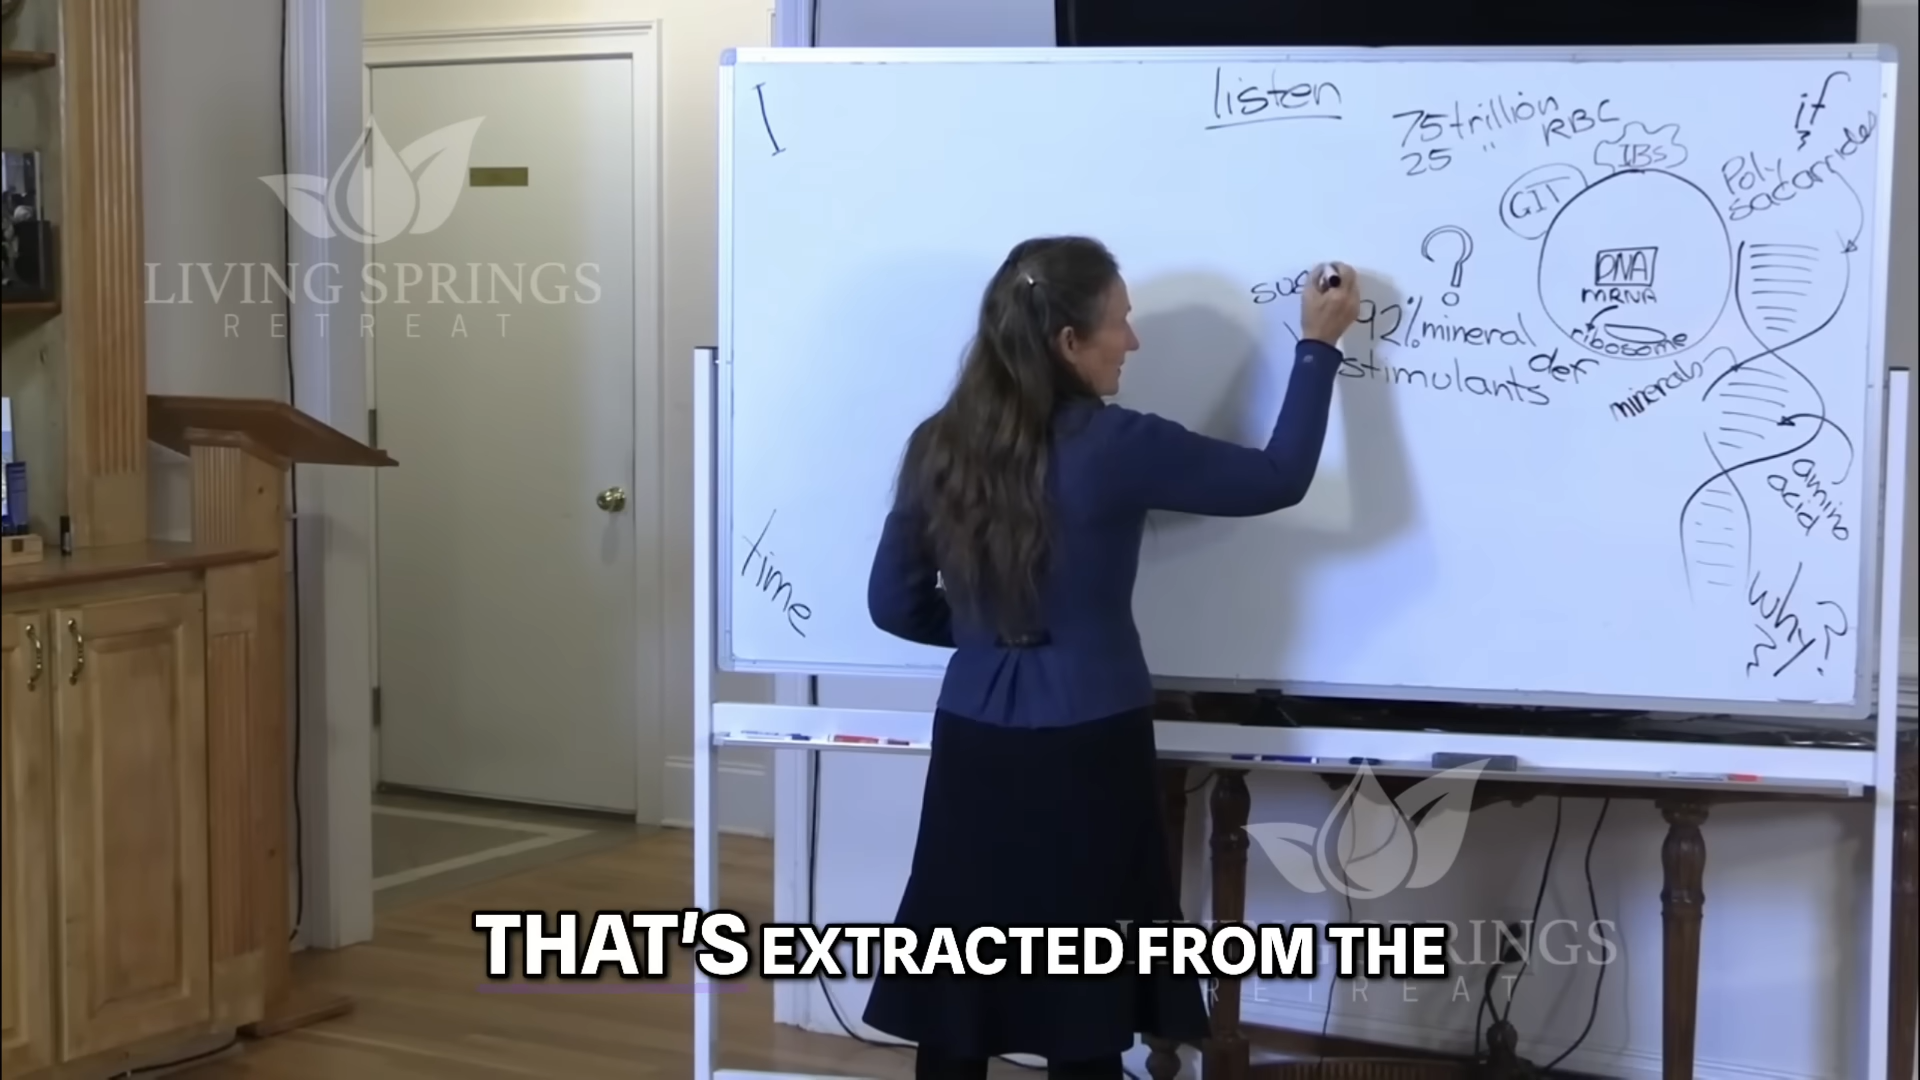 listen
75 trillion
RBC
25 "
if
IBS
GIT
Poly
sacarrides
?
DNA
mRNA
ribosome
92% mineral
stimulants
der
minerals
amino
acid
why?
time
I
LIVING SPRINGS
RETREAT
THAT'S EXTRACTED FROM THE
LIVING SPRINGS
RETREAT